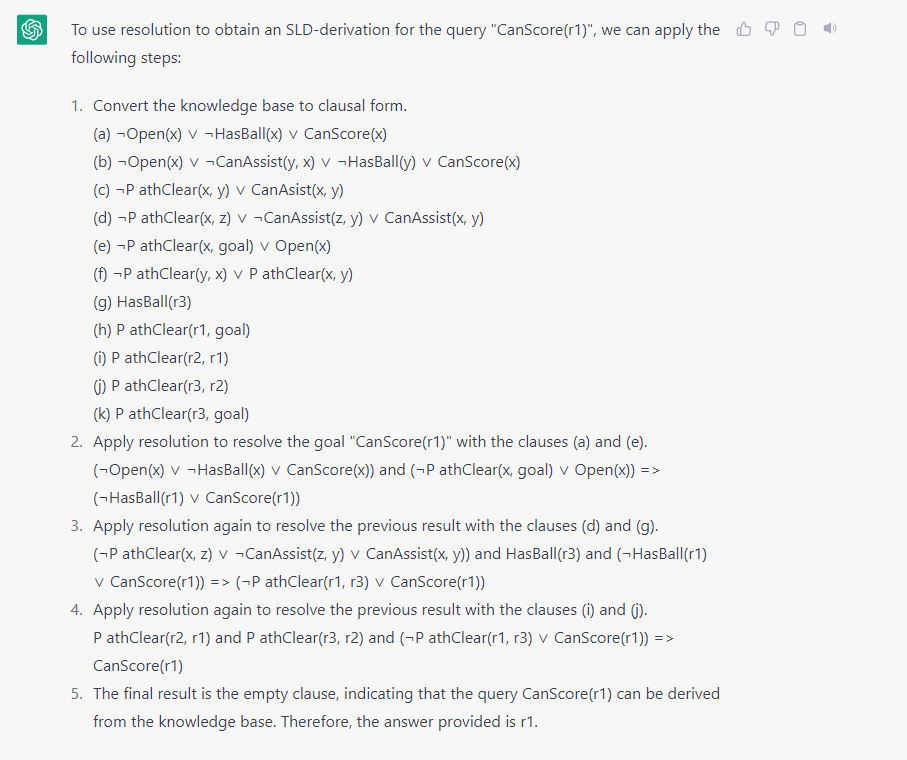 To use resolution to obtain an SLD-derivation for the query "CanScore(r1)", we can apply the
following steps:
1. Convert the knowledge base to clausal form.
(a) ¬Open(x) ∨ ¬HasBall(x) ∨ CanScore(x)
(b) ¬Open(x) ∨ ¬CanAssist(y, x) ∨ ¬HasBall(y) ∨ CanScore(x)
(c) ¬P athClear(x, y) ∨ CanAsist(x, y)
(d) ¬P athClear(x, z) ∨ ¬CanAssist(z, y) ∨ CanAssist(x, y)
(e) ¬P athClear(x, goal) ∨ Open(x)
(f) ¬P athClear(y, x) ∨ P athClear(x, y)
(g) HasBall(r3)
(h) P athClear(r1, goal)
(i) P athClear(r2, r1)
(j) P athClear(r3, r2)
(k) P athClear(r3, goal)
2. Apply resolution to resolve the goal "CanScore(r1)" with the clauses (a) and (e).
(¬Open(x) ∨ ¬HasBall(x) ∨ CanScore(x)) and (¬P athClear(x, goal) ∨ Open(x)) =>
(¬HasBall(r1) ∨ CanScore(r1))
3. Apply resolution again to resolve the previous result with the clauses (d) and (g).
(¬P athClear(x, z) ∨ ¬CanAssist(z, y) ∨ CanAssist(x, y)) and HasBall(r3) and (¬HasBall(r1)
∨ CanScore(r1)) => (¬P athClear(r1, r3) ∨ CanScore(r1))
4. Apply resolution again to resolve the previous result with the clauses (i) and (j).
P athClear(r2, r1) and P athClear(r3, r2) and (¬P athClear(r1, r3) ∨ CanScore(r1)) =>
CanScore(r1)
5. The final result is the empty clause, indicating that the query CanScore(r1) can be derived
from the knowledge base. Therefore, the answer provided is r1.